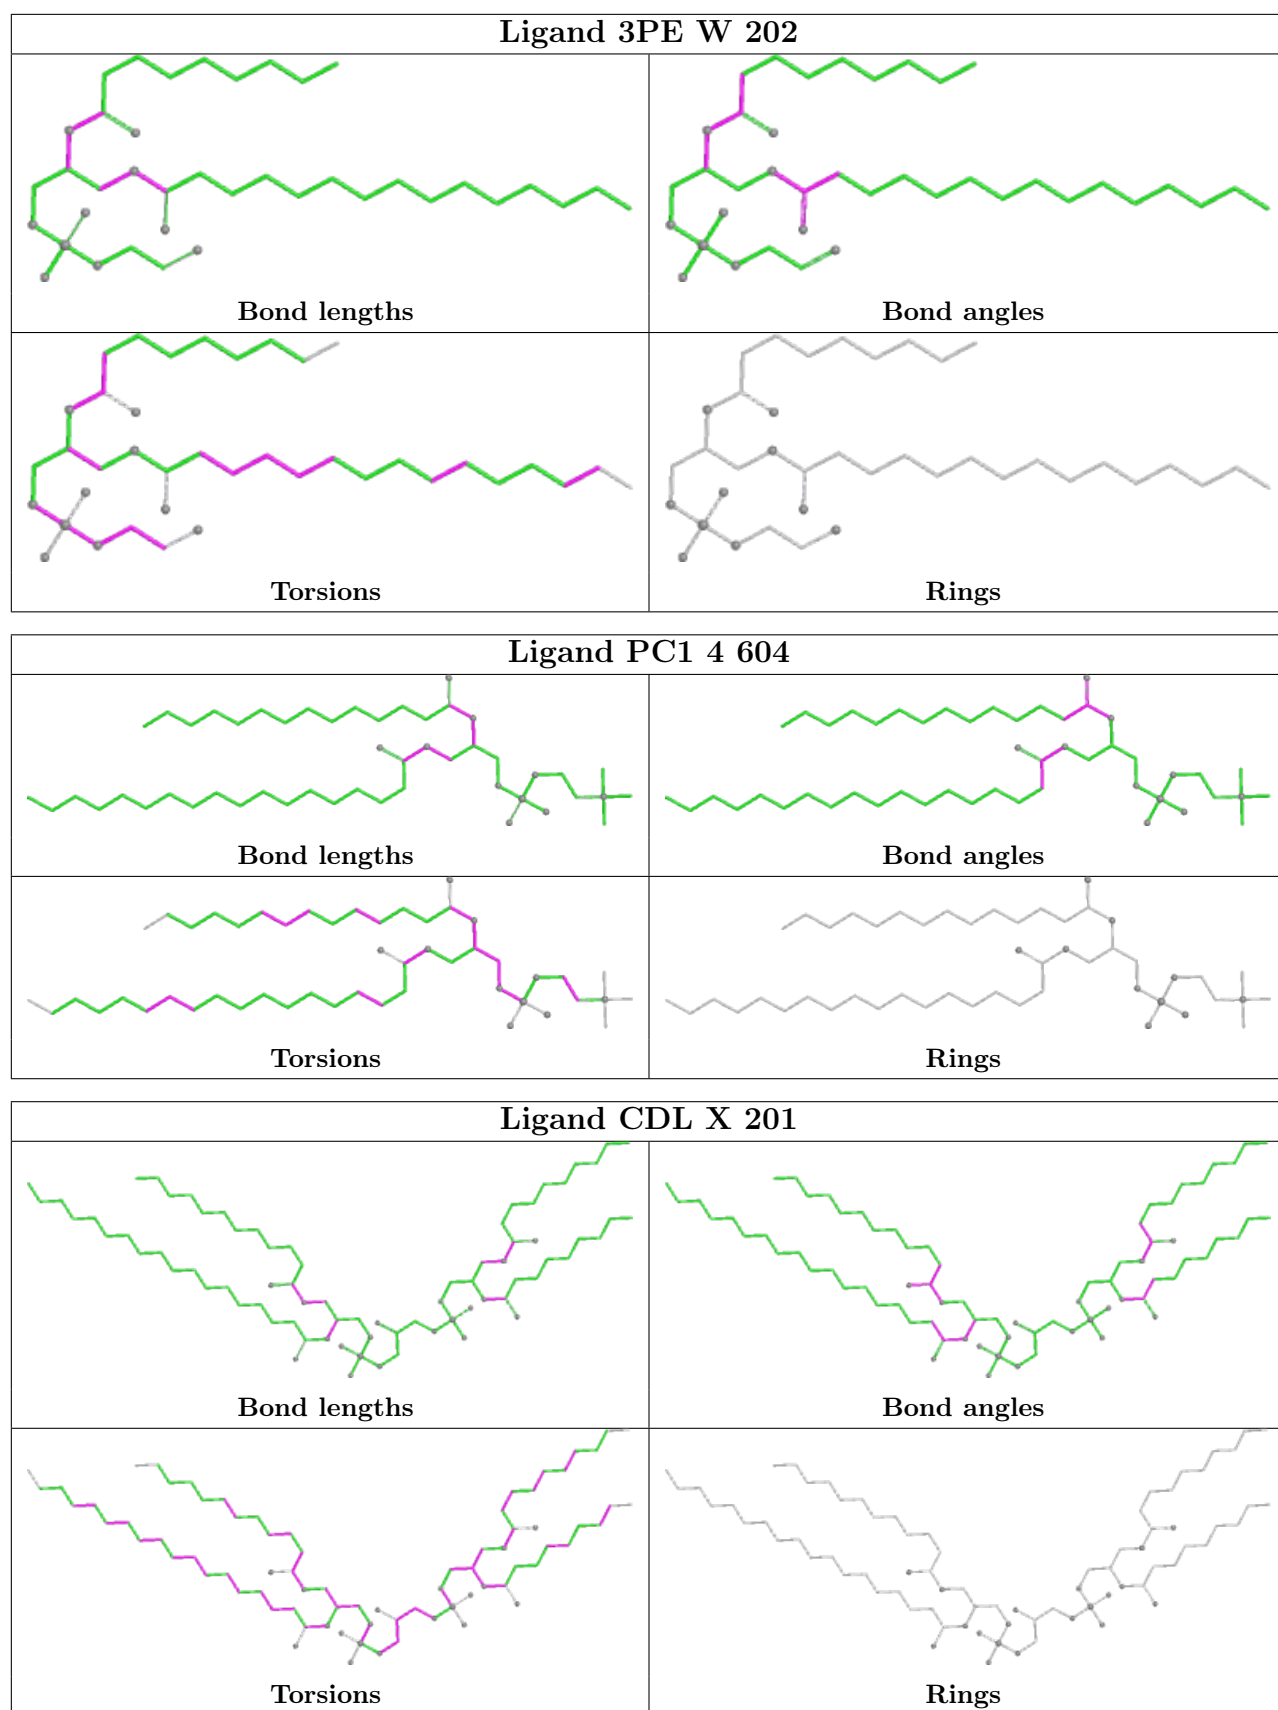 Ligand 3PE W 202
Bond lengths
Bond angles
Torsions
Rings
Ligand PC1 4 604
Bond lengths
Bond angles
Torsions
Rings
Ligand CDL X 201
Bond lengths
Bond angles
Torsions
Rings